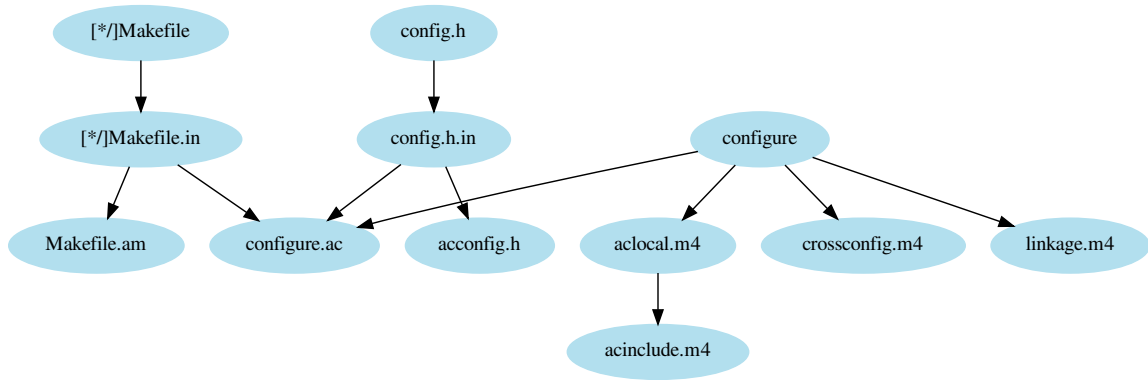 [*/]Makefile
config.h
[*/]Makefile.in
config.h.in
configure
Makefile.am
configure.ac
acconfig.h
aclocal.m4
crossconfig.m4
linkage.m4
acinclude.m4